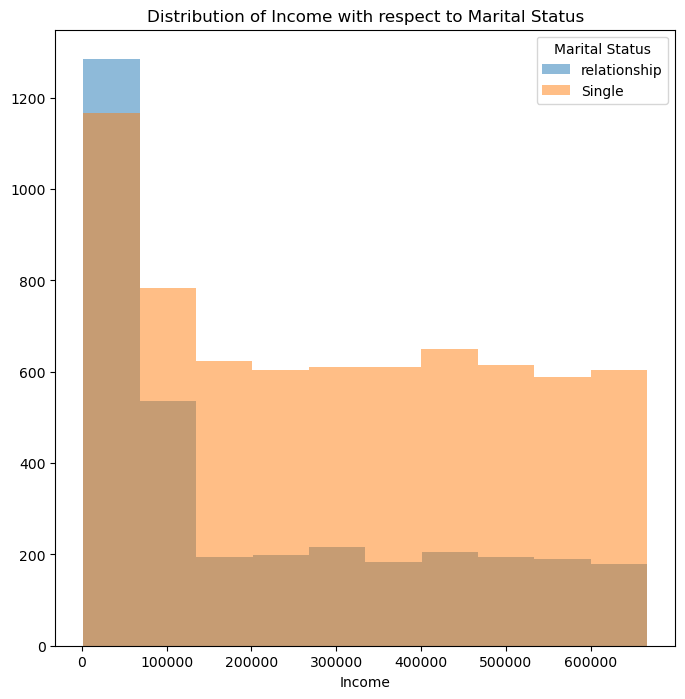 Distribution of Income with respect to Marital Status
Marital Status
relationship
Single
1200
1000
800
600
400
200
0
0 100000 200000 300000 400000 500000 600000
Income